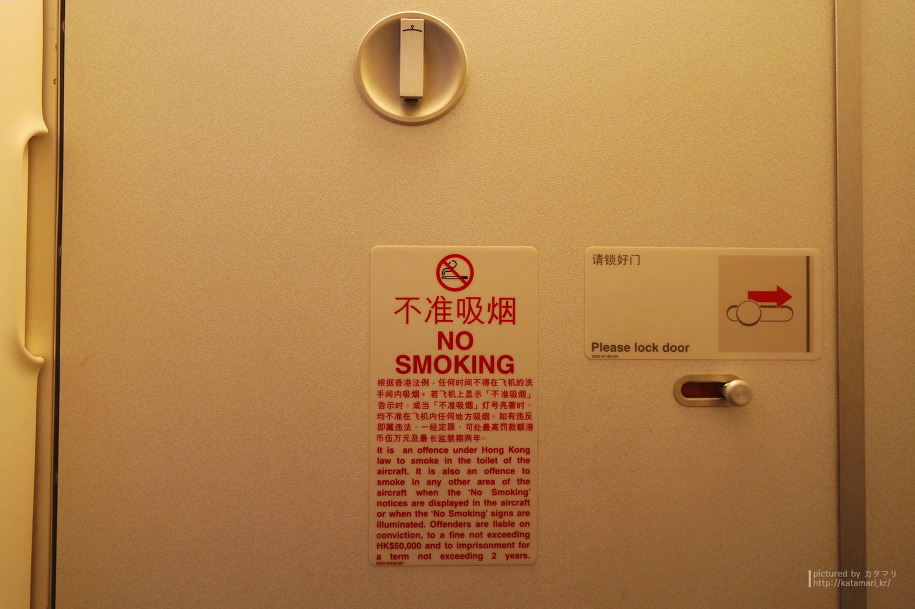 不准吸烟
NO
SMOKING
根据香港法例，任何时间不得在飞机的洗
手间内吸烟。若飞机上显示「不准吸烟」
告示时，或当「不准吸烟」灯号亮著时，
均不准在飞机内任何地方吸烟。如有违反
即属违法，一经定罪，可处最高罚款额港
币伍万元及最长监禁期两年。
It is an offence under Hong Kong
law to smoke in the toilet of the
aircraft. It is also an offence to
smoke in any other area of the
aircraft when the 'No Smoking'
notices are displayed in the aircraft
or when the 'No Smoking' signs are
illuminated. Offenders are liable on
conviction, to a fine not exceeding
HK$50,000 and to imprisonment for
a term not exceeding 2 years.
请锁好门
Please lock door
pictured by カタマリ
http://katamari.kr/